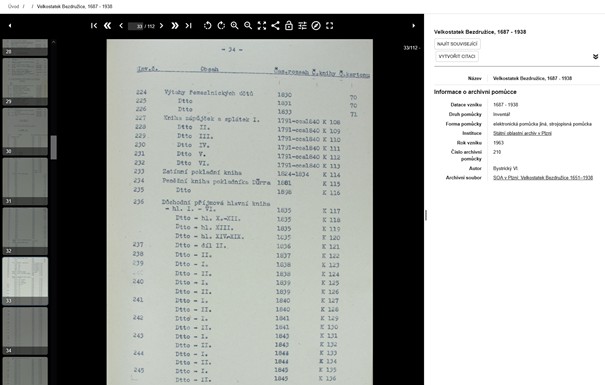 Úvod / / Velkostatek Bezdružice, 1687 - 1938
33 / 112
33/112 -
28
29
30
31
32
33
34
- 34 -
Inv.č. Obsah Čas.rozsah Č.knihy Č.kartonu
224 Výtahy řemeslnických účtů 1830 70
225 Dtto 1831 70
226 Dtto 1833 71
227 Kniha zápůjček a splátek I. 1791-cca1840 K 108
228 Dtto II. 1791-cca1840 K 109
229 Dtto III. 1791-cca1840 K 110
230 Dtto IV. 1791-cca1840 K 111
231 Dtto V. 1791-cca1840 K 112
232 Dtto VI. 1791-cca1840 K 113
233 pokladní kniha 1824-1834 K 114
234 Peněžní kniha pokladníka 1881 K 115
235 Dtto K 116
236 Důchodní příjmová hlavní kniha
- hl. I. - VI. 1835 K 117
Dtto - hl. X.-XII. 1835 K 118
Dtto - hl. XIII. 1835 K 119
Dtto - hl. XIV-XIX. 1835 K 120
237 Dtto - díl II. 1836 K 121
238 Dtto - II. 1837 K 122
239 Dtto - II. 1838 K 123
Dtto - I. 1838 K 124
240 Dtto - II. 1839 K 125
Dtto - I. 1839 K 126
241 Dtto - II. 1840 K 127
Dtto - I. 1840 K 128
242 Dtto - II. 1841 K 129
Dtto - I. 1841 K 130
243 Dtto - II. 1843 K 131
Dtto - I. 1843 K 132
244 Dtto - II. 1844 K 133
Dtto - I. 1844 K 134
245 Dtto - I. 1845 K 135
Dtto - II. 1845 K 136
Velkostatek Bezdružice, 1687 - 1938
NAJÍT SOUVISEJÍCÍ
VYTVOŘIT CITACI
Název Velkostatek Bezdružice, 1687 - 1938
Informace o archivní pomůcce
Datace vzniku 1687 - 1938
Druh pomůcky Inventář
Forma pomůcky elektronická pomůcka jiná, strojopisná pomůcka
Instituce Státní oblastní archiv v Plzni
Rok vzniku 1963
Číslo archivní pomůcky 210
Autor Bystrický Vl.
Archivní soubor SOA v Plzni, Velkostatek Bezdružice 1651-1938